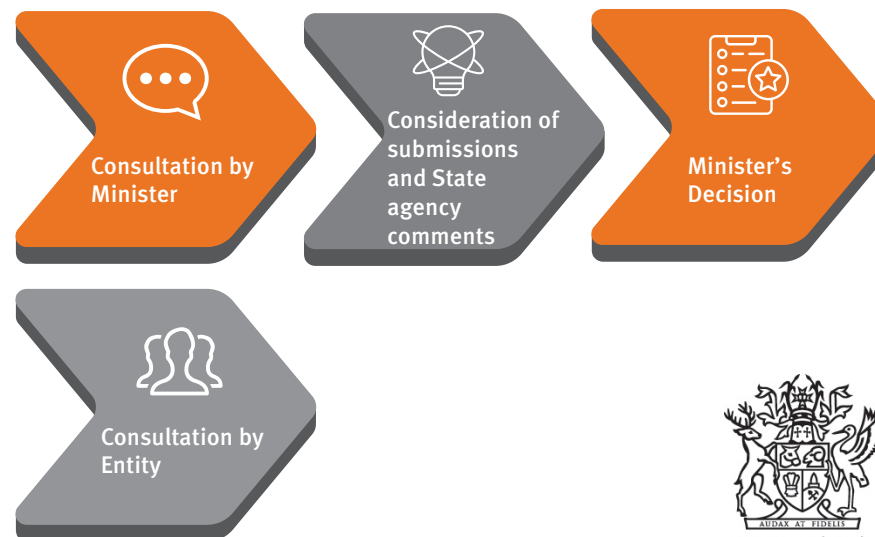 Consultation by
Minister
Consideration of
submissions
and State
agency
comments
Minister’s
Decision
Consultation by
Entity
AUDAX AT FIDELIS